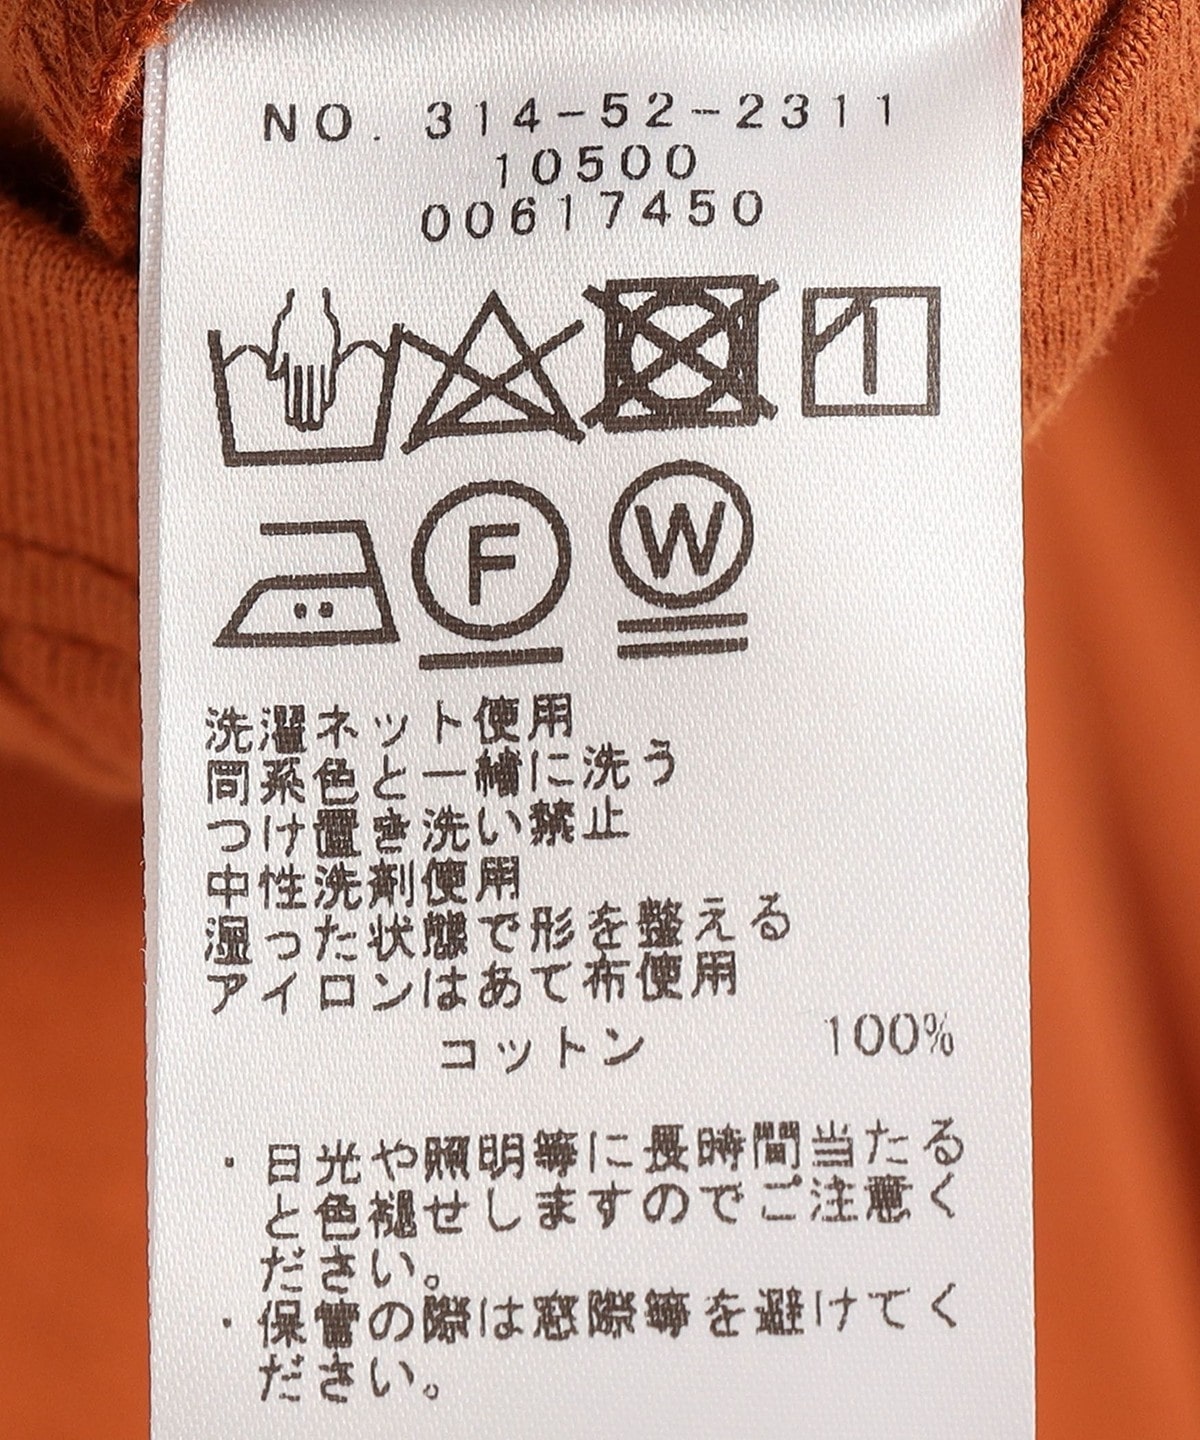 NO. 314-52-2311
10500
00617450
F
W
洗濯ネット使用
同系色と一緒に洗う
つけ置き洗い禁止
中性洗剤使用
湿った状態で形を整える
アイロンはあて布使用
コットン 100%
・日光や照明等に長時間当たる
と色褪せしますのでご注意く
ださい。
・保管の際は窓際等を避けてく
ださい。